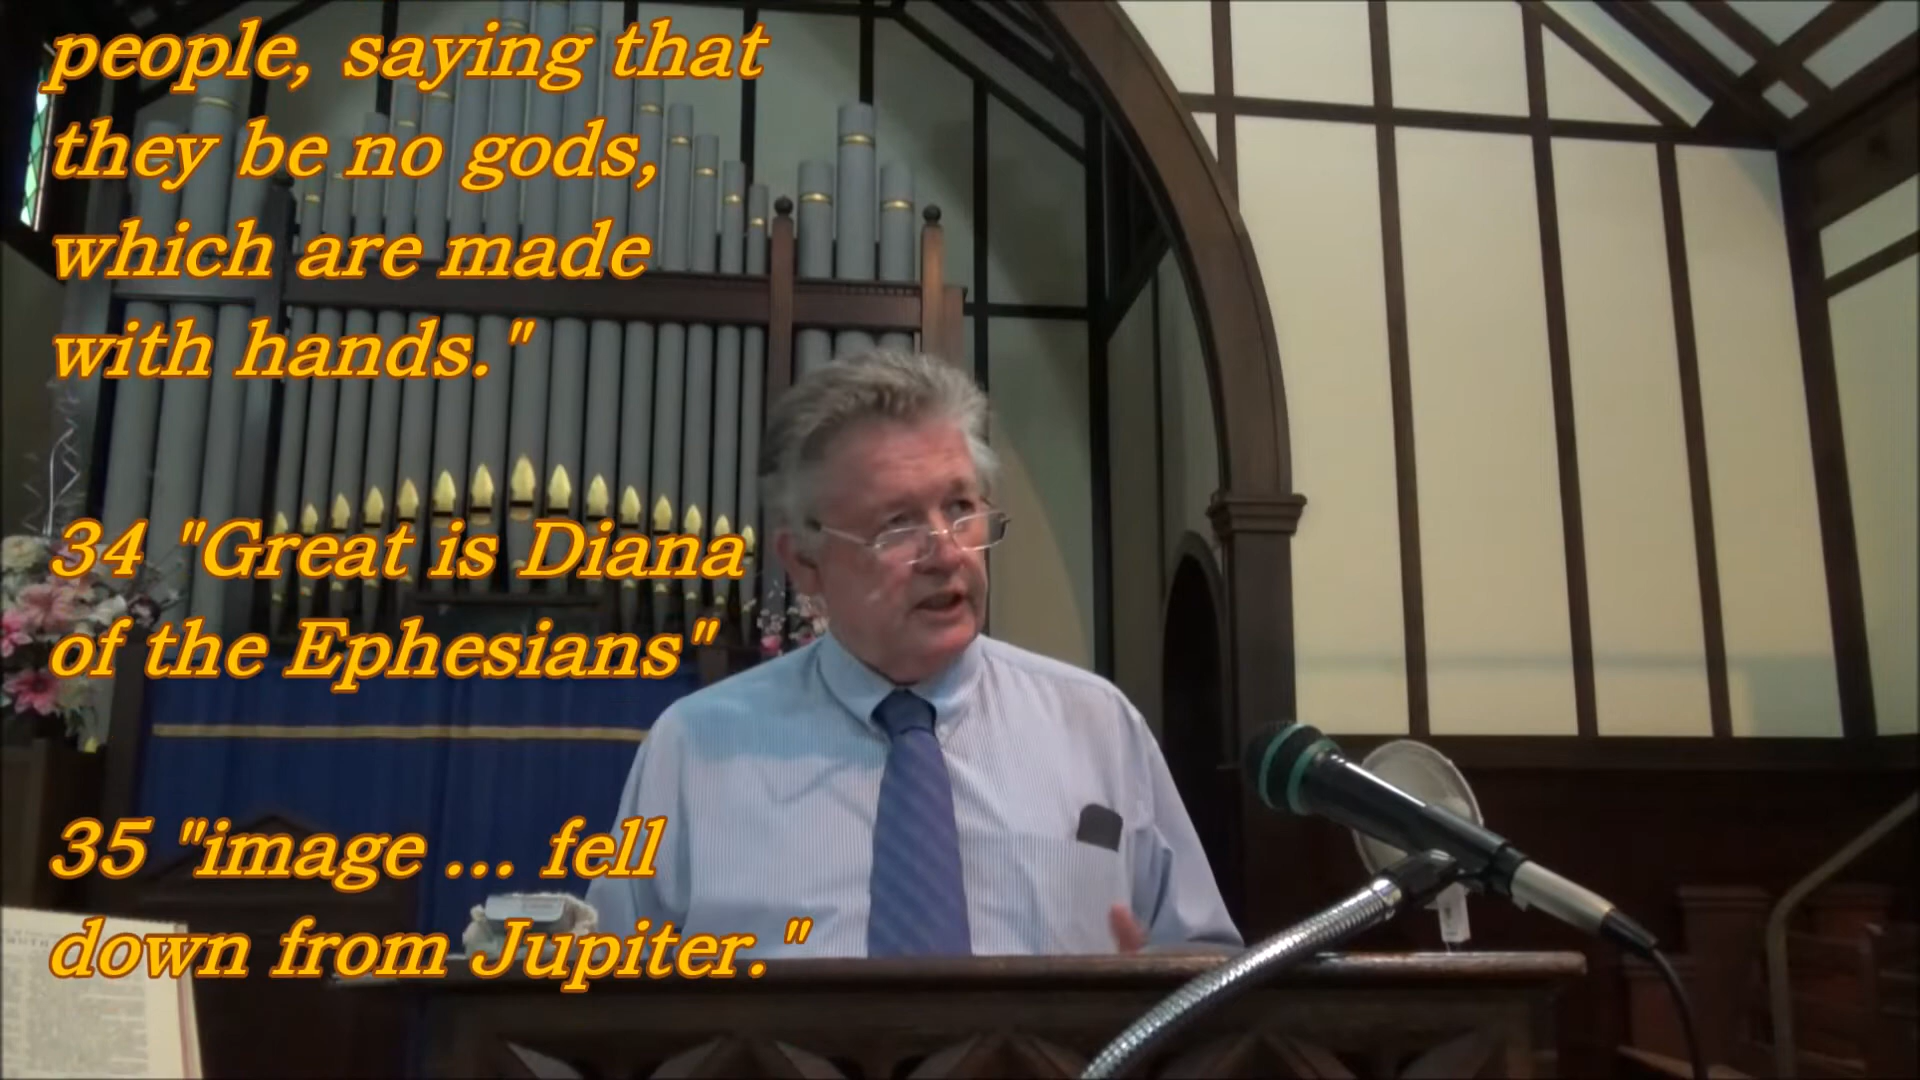 people, saying that
they be no gods,
which are made
with hands."
34 "Great is Diana
of the Ephesians"
35 "image ... fell
down from Jupiter."